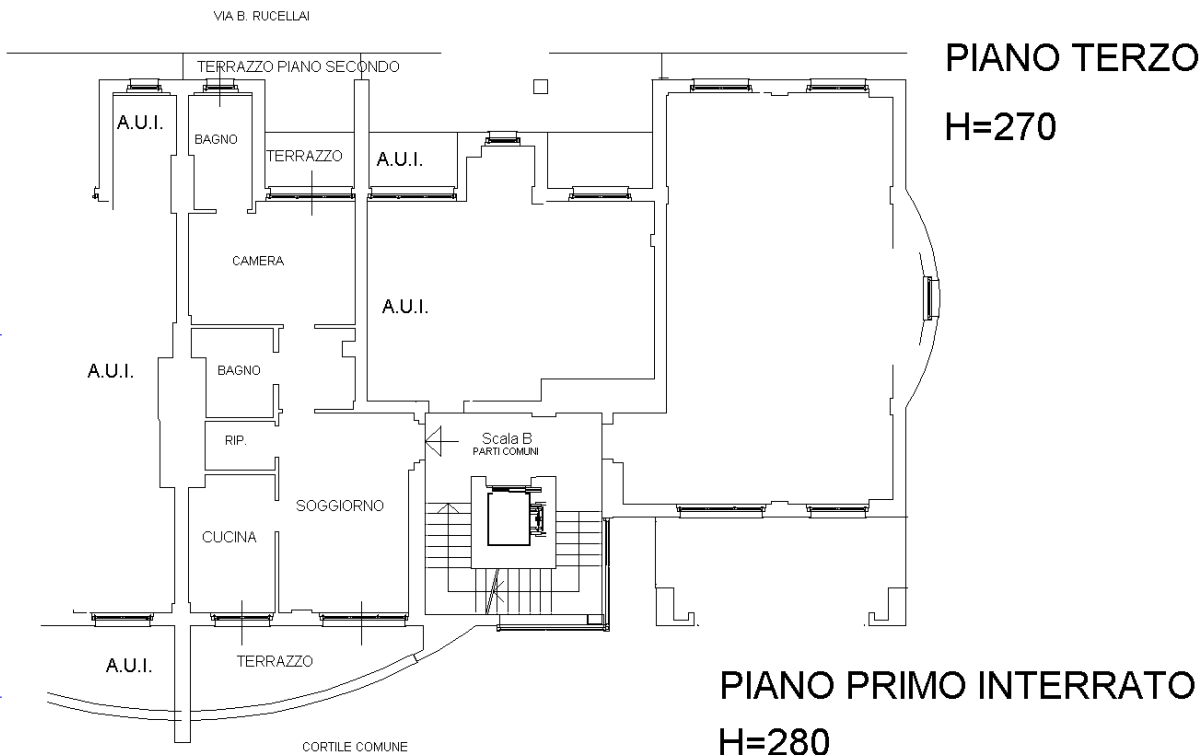 VIA B. RUCELLAI
PIANO TERZO
H=270
TERRAZZO PIANO SECONDO
A.U.I.
BAGNO
TERRAZZO
A.U.I.
CAMERA
A.U.I.
A.U.I.
BAGNO
RIP.
Scala B
PARTI COMUNI
SOGGIORNO
CUCINA
A.U.I.
TERRAZZO
PIANO PRIMO INTERRATO
H=280
CORTILE COMUNE